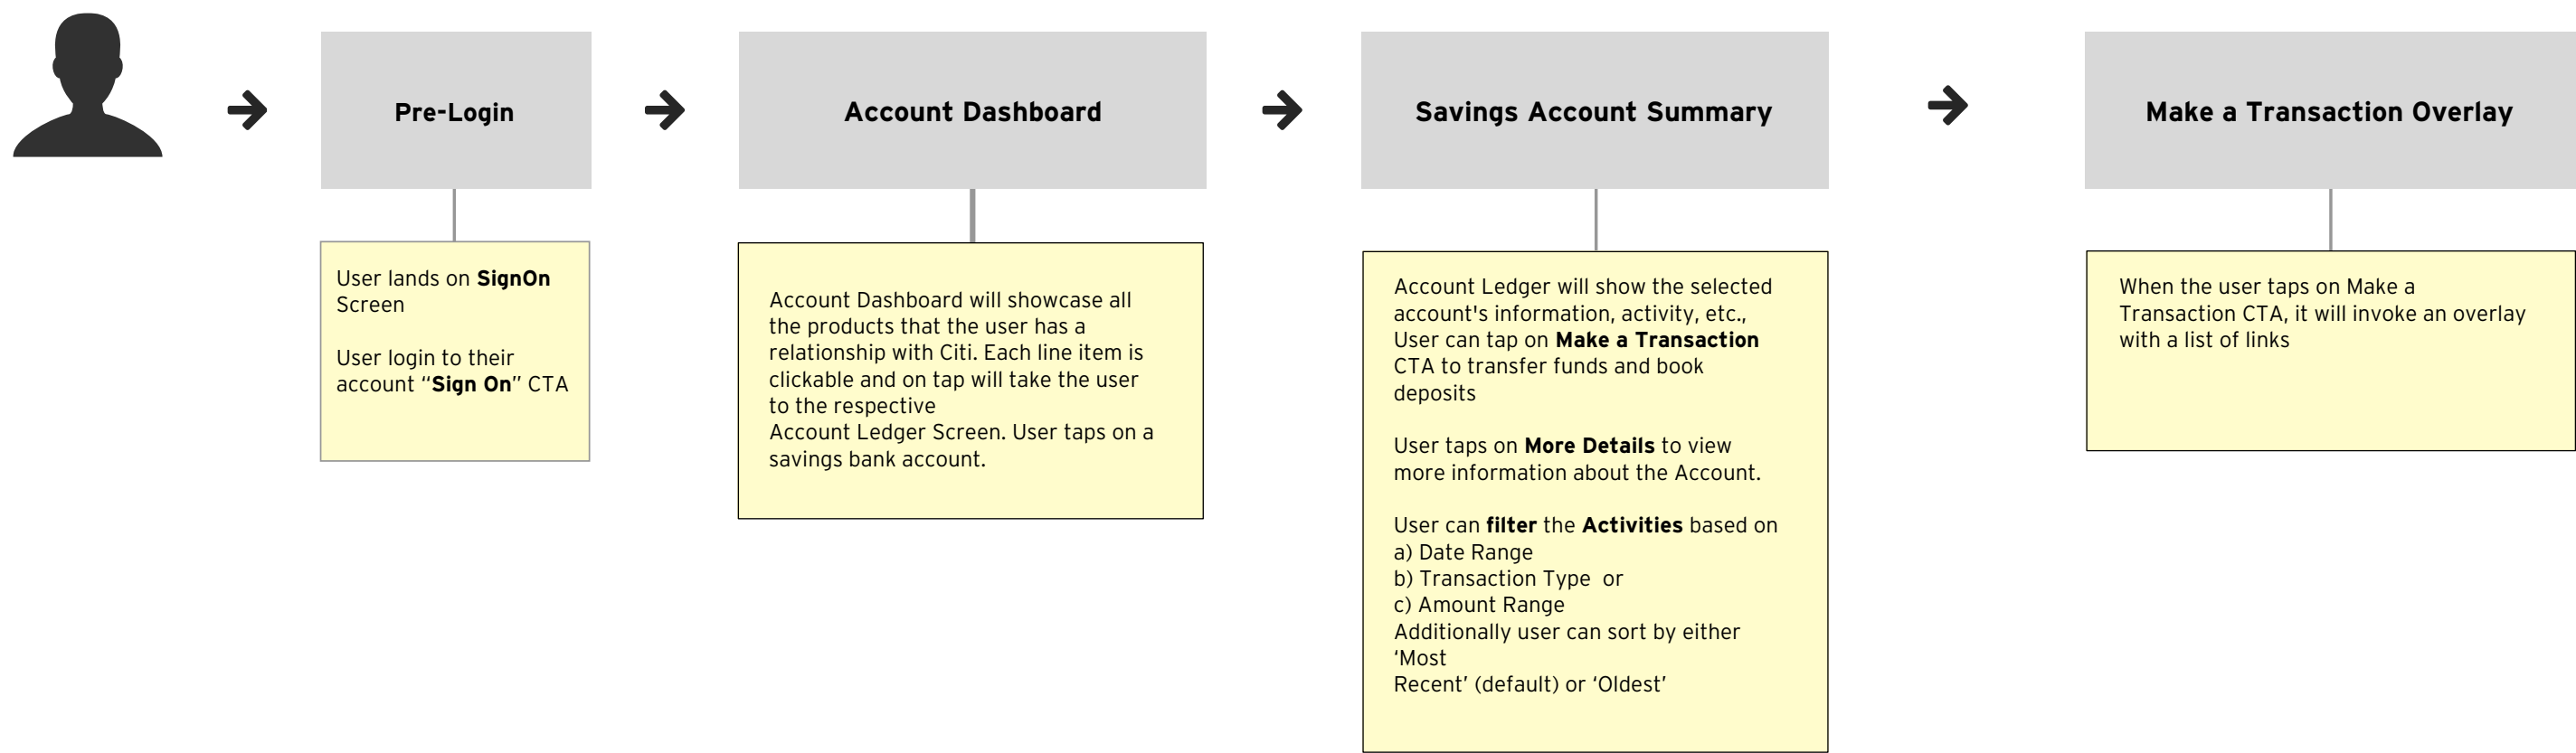 Pre-Login
Account Dashboard
Savings Account Summary
Make a Transaction Overlay
User lands on SignOn
Screen
User login to their
account “Sign On” CTA
Account Dashboard will showcase all
the products that the user has a
relationship with Citi. Each line item is
clickable and on tap will take the user
to the respective
Account Ledger Screen. User taps on a
savings bank account.
Account Ledger will show the selected
account's information, activity, etc.,
User can tap on Make a Transaction
CTA to transfer funds and book
deposits
User taps on More Details to view
more information about the Account.
User can filter the Activities based on
a) Date Range
b) Transaction Type  or
c) Amount Range
Additionally user can sort by either
‘Most
Recent’ (default) or ‘Oldest’
When the user taps on Make a
Transaction CTA, it will invoke an overlay
with a list of links